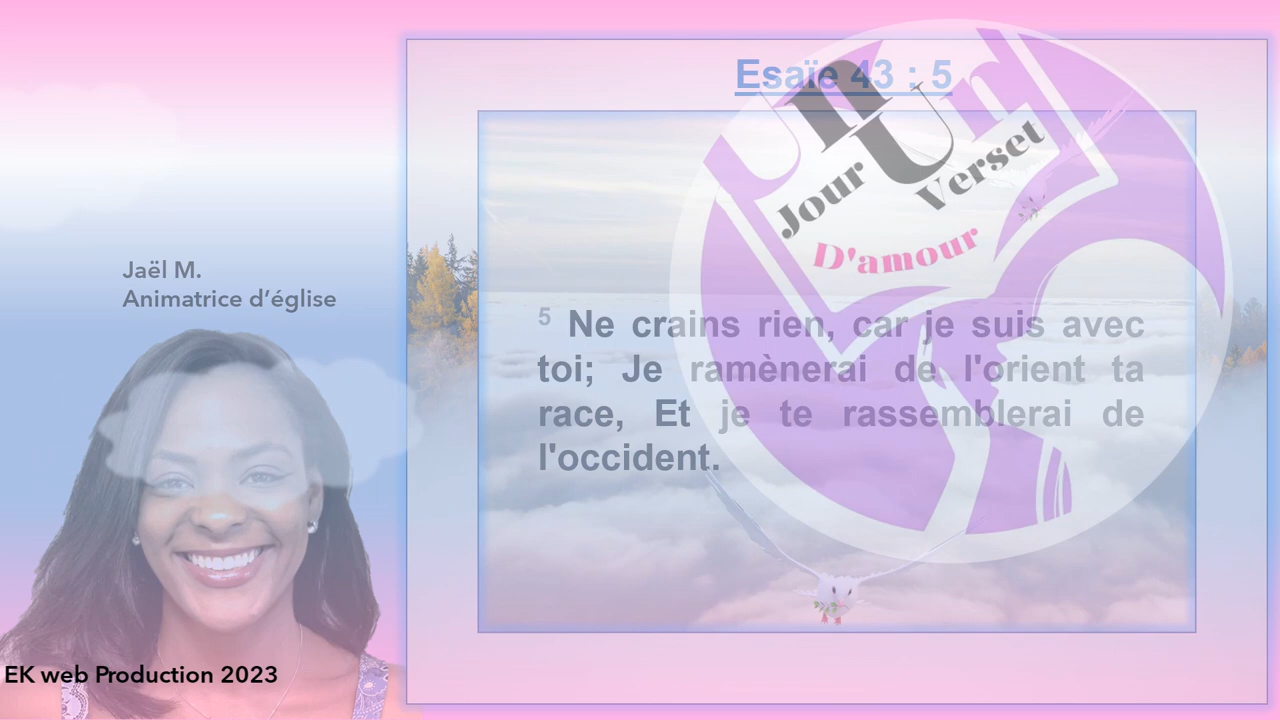 Esaïe 43 : 5
Un Un
Jour Verset
D'amour
Jaël M.
Animatrice d’église
5 Ne crains rien, car je suis avec
toi; Je ramènerai de l'orient ta
race, Et je te rassemblerai de
l'occident.
EK web Production 2023